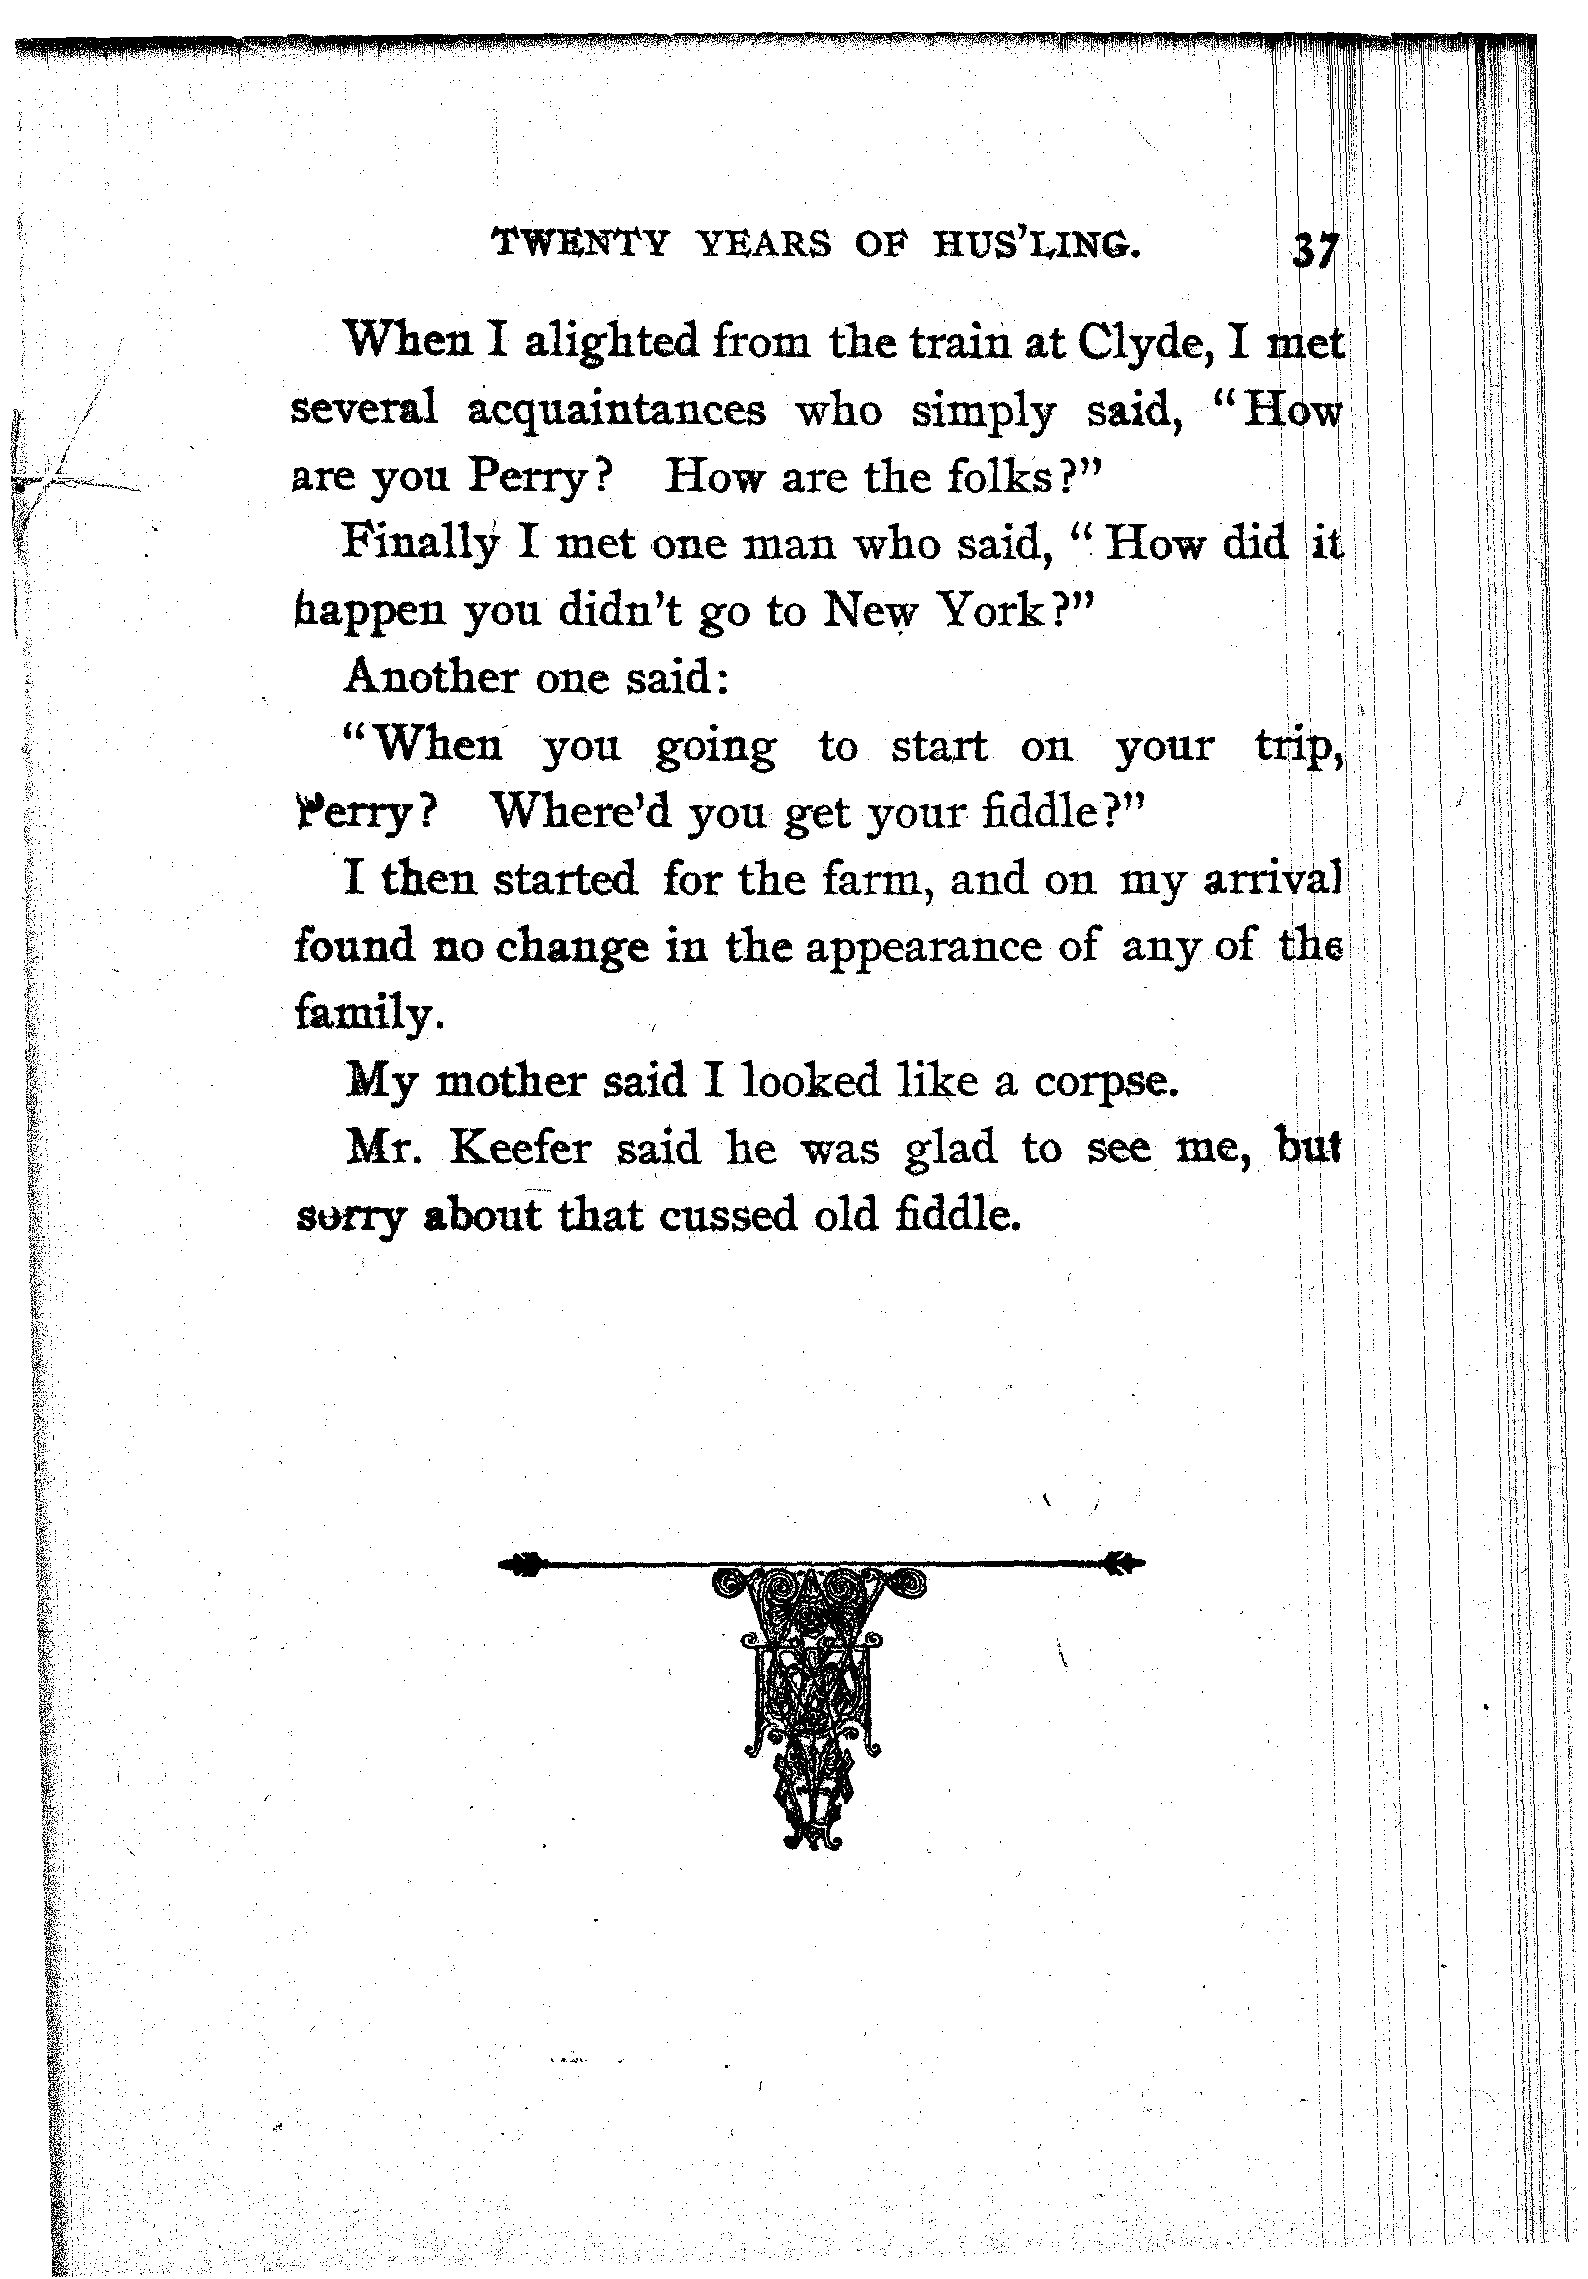 TWENTY YEARS OF HUS'LING. 37
When I alighted from the train at Clyde, I met
several acquaintances who simply said, "How
are you Perry? How are the folks?"
Finally I met one man who said, "How did it
happen you didn't go to New York?"
Another one said:
"When you going to start on your trip,
Perry? Where'd you get your fiddle?"
I then started for the farm, and on my arrival
found no change in the appearance of any of the
family.
My mother said I looked like a corpse.
Mr. Keefer said he was glad to see me, but
sorry about that cussed old fiddle.